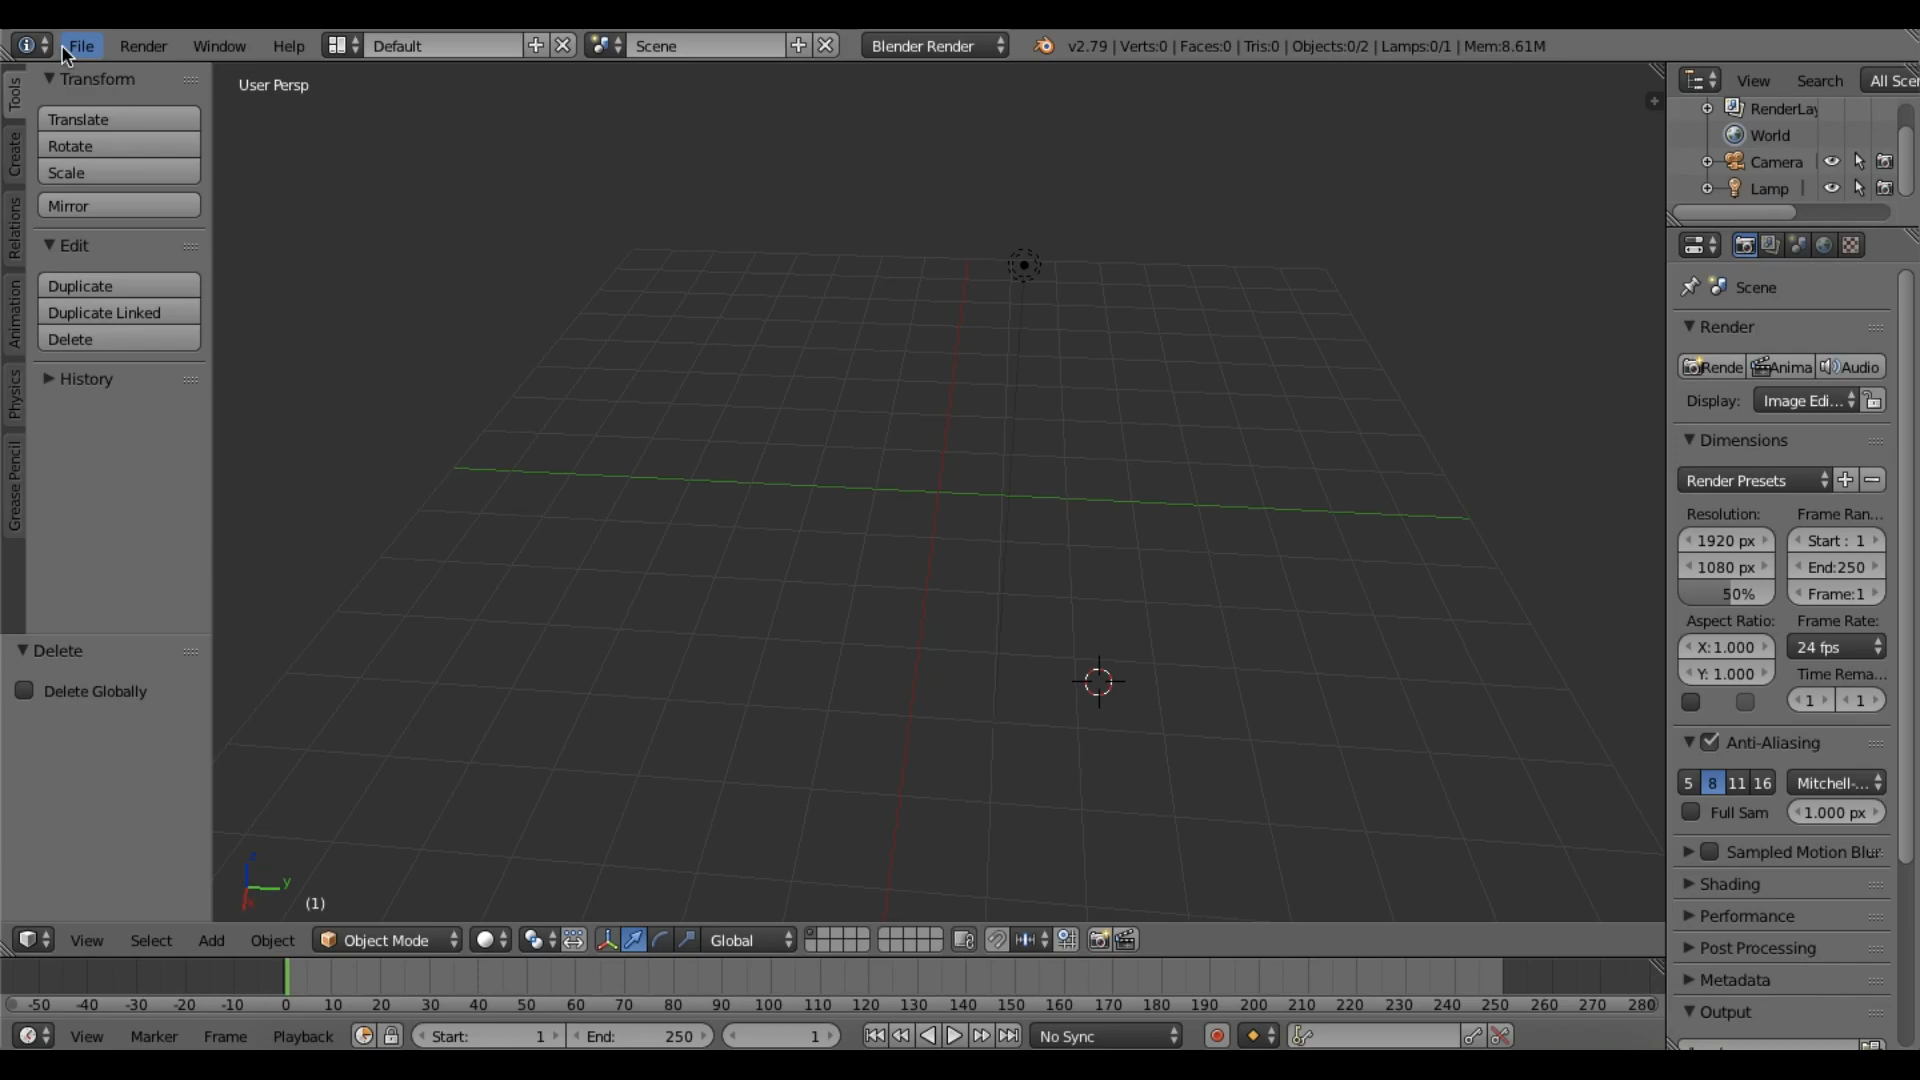 File Render Window Help Default Scene Blender Render v2.79 | Verts:0 | Faces:0 | Tris:0 | Objects:0/2 | Lamps:0/1 | Mem:8.61M
Tools
Create
Relations
Animation
Physics
Grease Pencil
Transform
Translate
Rotate
Scale
Mirror
Edit
Duplicate
Duplicate Linked
Delete
History
Delete
Delete Globally
User Persp
z
y
(1)
View Select Add Object Object Mode Global
-50 -40 -30 -20 -10 0 10 20 30 40 50 60 70 80 90 100 110 120 130 140 150 160 170 180 190 200 210 220 230 240 250 260 270 280
View Marker Frame Playback Start: 1 End: 250 1 No Sync
View Search All Scer
RenderLay
World
Camera
Lamp
Scene
Render
Rende Anima Audio
Display: Image Edi...
Dimensions
Render Presets
Resolution: Frame Ran...
1920 px Start : 1
1080 px End:250
50% Frame:1
Aspect Ratio: Frame Rate:
X: 1.000 24 fps
Y: 1.000 Time Rema...
1 1
Anti-Aliasing
5 8 11 16 Mitchell-...
Full Sam 1.000 px
Sampled Motion Blur
Shading
Performance
Post Processing
Metadata
Output